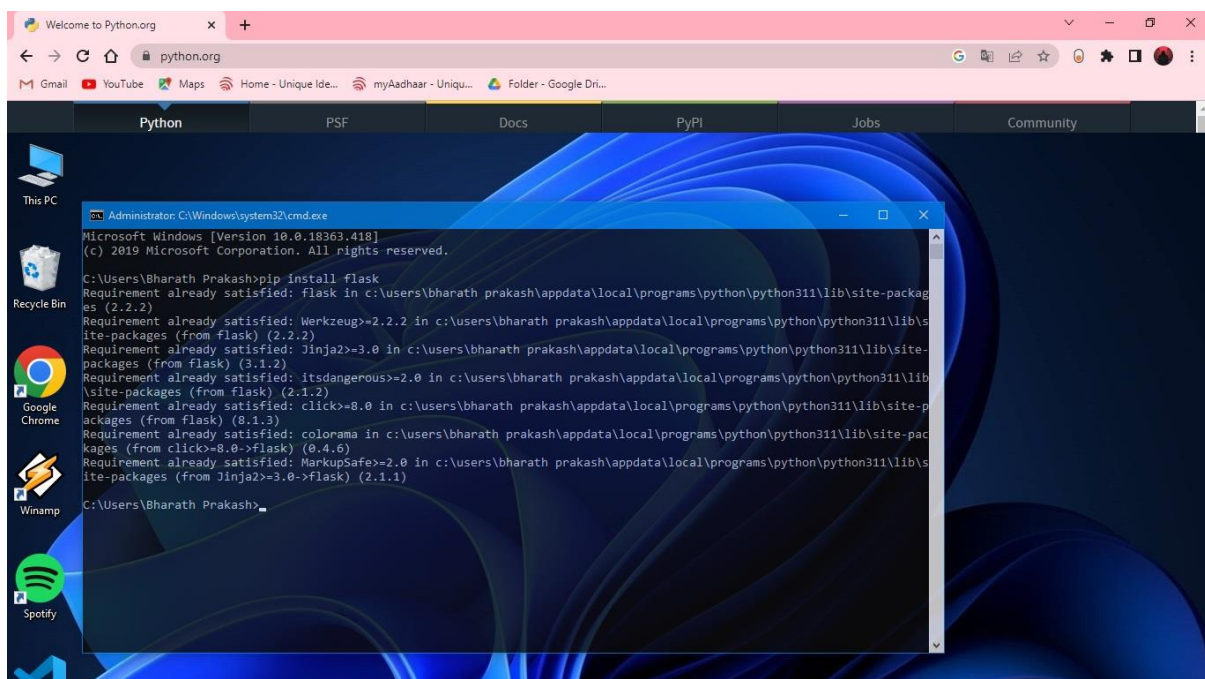 Welcome to Python.org
python.org
Gmail
YouTube
Maps
Home - Unique Ide...
myAadhaar - Uniqu...
Folder - Google Dri...
Python
PSF
Docs
PyPI
Jobs
Community
This PC
Recycle Bin
Google
Chrome
Winamp
Spotify
Administrator: C:\Windows\system32\cmd.exe
Microsoft Windows [Version 10.0.18363.418]
(c) 2019 Microsoft Corporation. All rights reserved.
C:\Users\Bharath Prakash>pip install flask
Requirement already satisfied: flask in c:\users\bharath prakash\appdata\local\programs\python\python311\lib\site-packag
es (2.2.2)
Requirement already satisfied: Werkzeug>=2.2.2 in c:\users\bharath prakash\appdata\local\programs\python\python311\lib\s
ite-packages (from flask) (2.2.2)
Requirement already satisfied: Jinja2>=3.0 in c:\users\bharath prakash\appdata\local\programs\python\python311\lib\site-
packages (from flask) (3.1.2)
Requirement already satisfied: itsdangerous>=2.0 in c:\users\bharath prakash\appdata\local\programs\python\python311\lib
\site-packages (from flask) (2.1.2)
Requirement already satisfied: click>=8.0 in c:\users\bharath prakash\appdata\local\programs\python\python311\lib\site-p
ackages (from flask) (8.1.3)
Requirement already satisfied: colorama in c:\users\bharath prakash\appdata\local\programs\python\python311\lib\site-pac
kages (from click>=8.0->flask) (0.4.6)
Requirement already satisfied: MarkupSafe>=2.0 in c:\users\bharath prakash\appdata\local\programs\python\python311\lib\s
ite-packages (from Jinja2>=3.0->flask) (2.1.1)
C:\Users\Bharath Prakash>